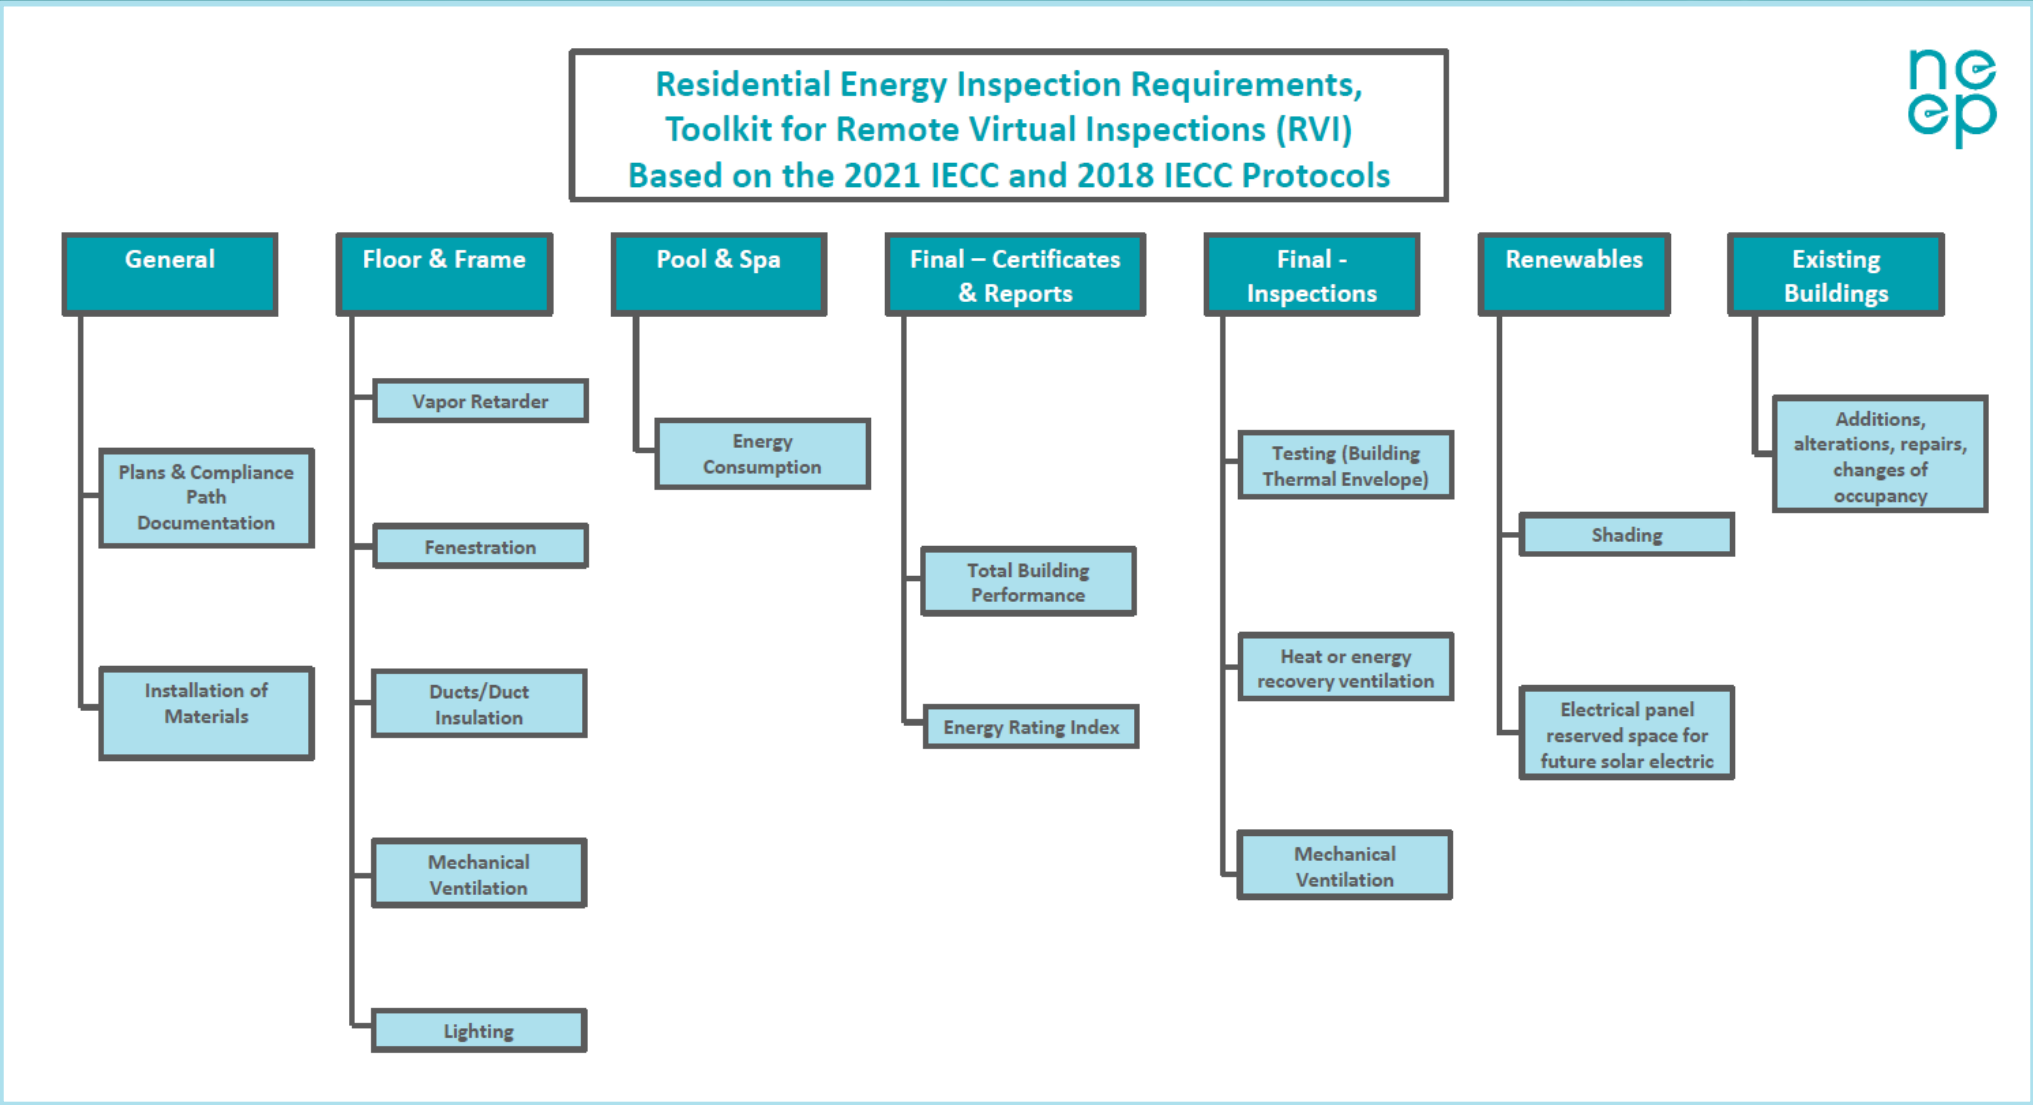 Residential Energy Inspection Requirements,
Toolkit for Remote Virtual Inspections (RVI)
Based on the 2021 IECC and 2018 IECC Protocols
ne
ep
General
Plans & Compliance
Path
Documentation
Installation of
Materials
Floor & Frame
Vapor Retarder
Fenestration
Ducts/Duct
Insulation
Mechanical
Ventilation
Lighting
Pool & Spa
Energy
Consumption
Final – Certificates
& Reports
Total Building
Performance
Energy Rating Index
Final -
Inspections
Testing (Building
Thermal Envelope)
Heat or energy
recovery ventilation
Mechanical
Ventilation
Renewables
Shading
Electrical panel
reserved space for
future solar electric
Existing
Buildings
Additions,
alterations, repairs,
changes of
occupancy